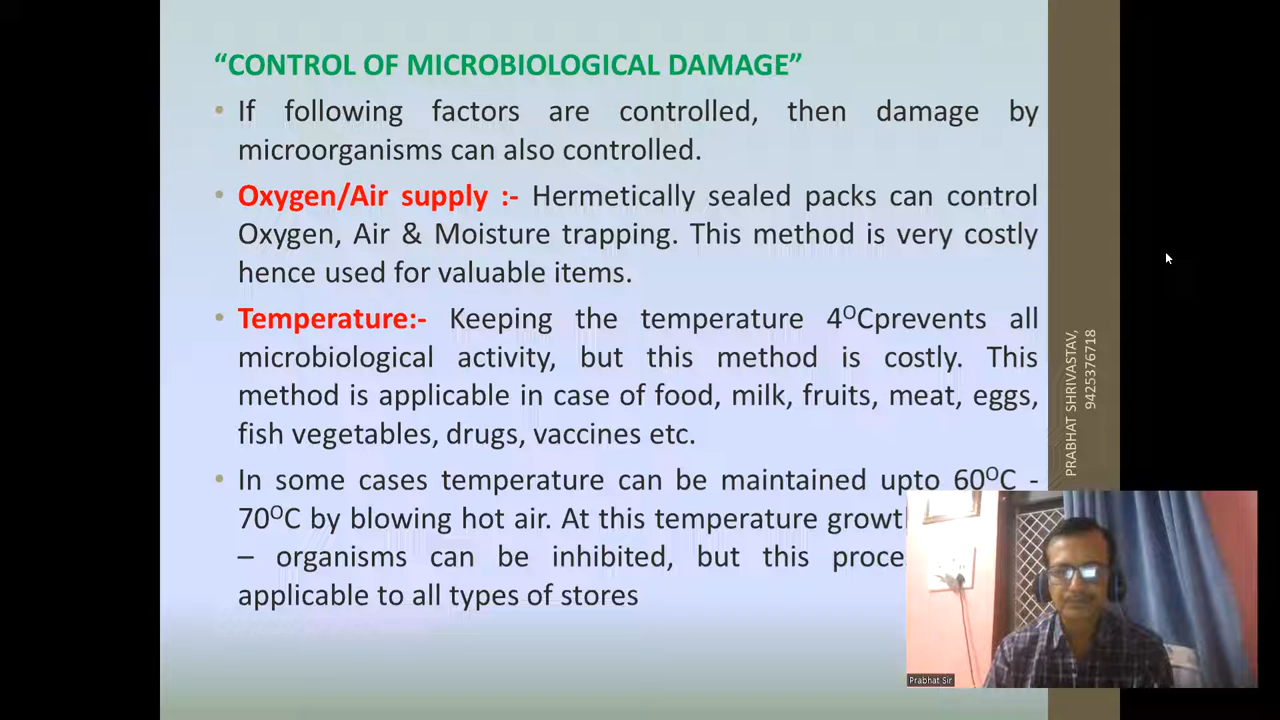 “CONTROL OF MICROBIOLOGICAL DAMAGE”
• If following factors are controlled, then damage by
microorganisms can also controlled.
• Oxygen/Air supply :- Hermetically sealed packs can control
Oxygen, Air & Moisture trapping. This method is very costly
hence used for valuable items.
• Temperature:- Keeping the temperature 4ᴼCprevents all
microbiological activity, but this method is costly. This
method is applicable in case of food, milk, fruits, meat, eggs,
fish vegetables, drugs, vaccines etc.
• In some cases temperature can be maintained upto 60ᴼC -
70ᴼC by blowing hot air. At this temperature
– organisms can be inhibited, but this
applicable to all types of stores
PRABHAT SHRIVASTAV,
9425376718
Prabhat Sir